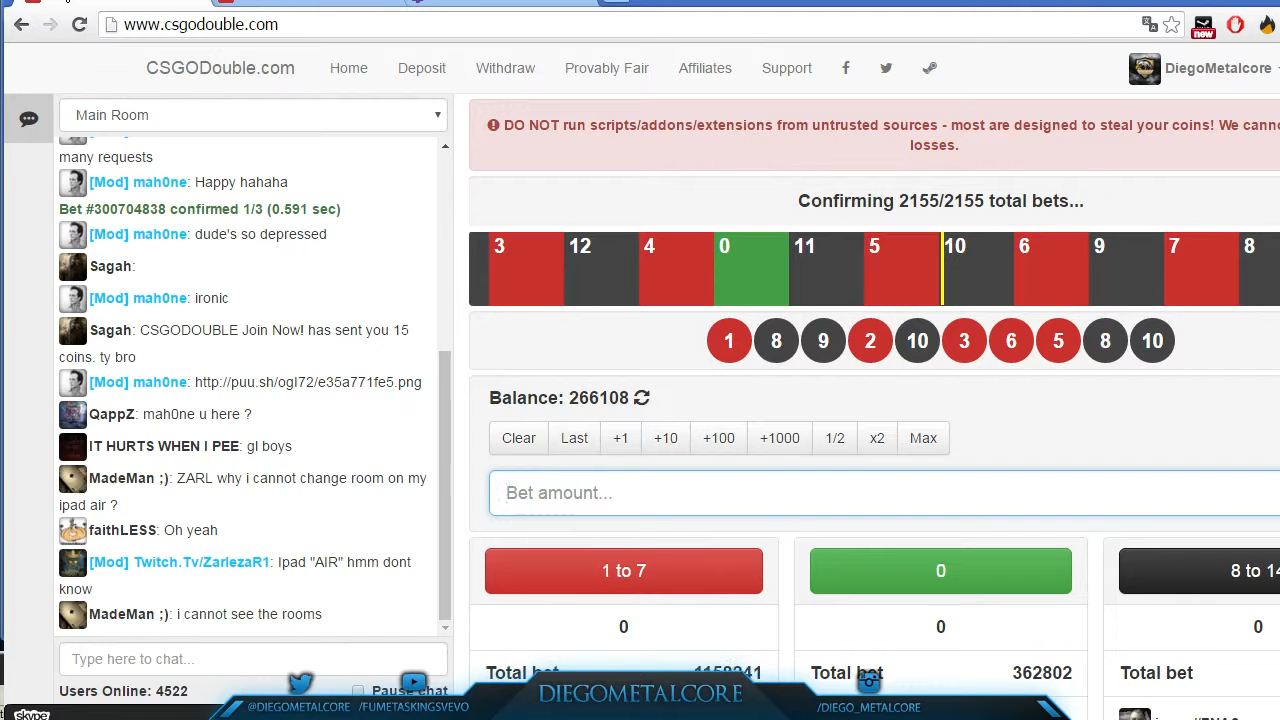 www.csgodouble.com
new
CSGODouble.com Home Deposit Withdraw Provably Fair Affiliates Support DiegoMetalcore
Main Room
many requests
[Mod] mah0ne: Happy hahaha
Bet #300704838 confirmed 1/3 (0.591 sec)
[Mod] mah0ne: dude's so depressed
Sagah:
[Mod] mah0ne: ironic
Sagah: CSGODOUBLE Join Now! has sent you 15
coins. ty bro
[Mod] mah0ne: http://puu.sh/ogI72/e35a771fe5.png
QappZ: mah0ne u here ?
IT HURTS WHEN I PEE: gl boys
MadeMan ;): ZARL why i cannot change room on my
ipad air ?
faithLESS: Oh yeah
[Mod] Twitch.Tv/ZarlezaR1: Ipad "AIR" hmm dont
know
MadeMan ;): i cannot see the rooms
Type here to chat...
Users Online: 4522 Pause chat
DO NOT run scripts/addons/extensions from untrusted sources - most are designed to steal your coins! We canno
losses.
Confirming 2155/2155 total bets...
3 12 4 0 11 5 10 6 9 7 8
1 8 9 2 10 3 6 5 8 10
Balance: 266108
Clear Last +1 +10 +100 +1000 1/2 x2 Max
Bet amount...
1 to 7 0 8 to 14
0 0 0
Total bet 1158241 Total bet 362802 Total bet
DIEGOMETALCORE
@DIEGOMETALCORE /FUMETASKINGSVEVO /DIEGO_METALCORE
skype